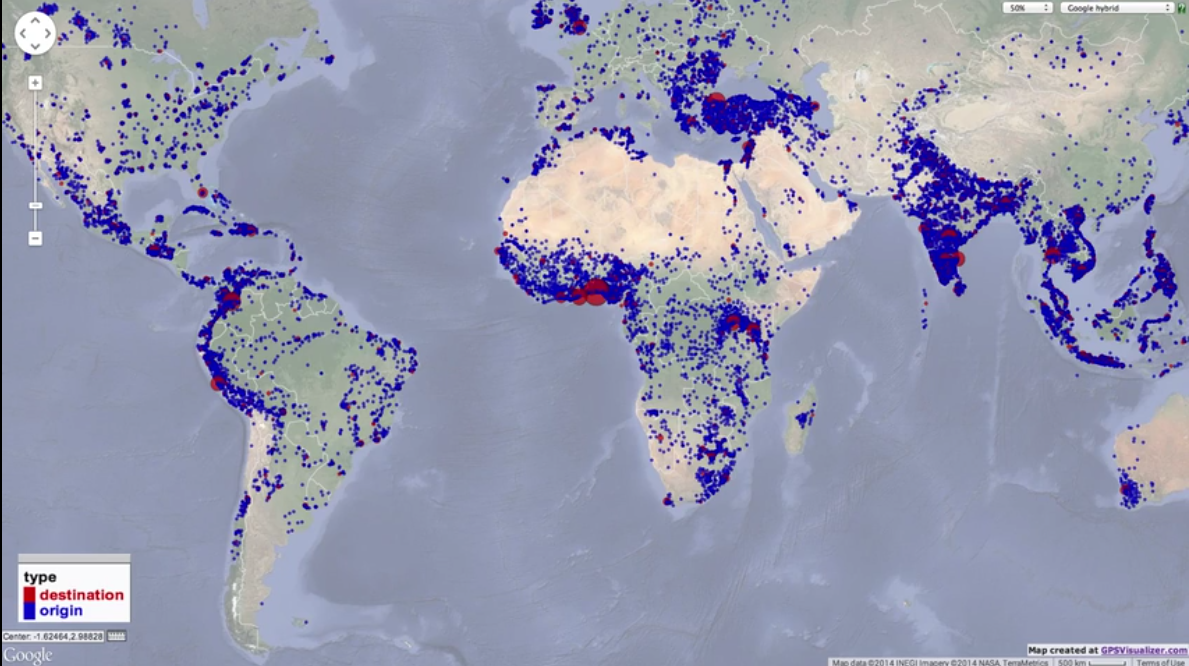 50%
Google hybrid
+
−
type
destination
origin
Center: -1.62464,2.98828
Google
Map created at GPSVisualizer.com
Map data ©2014 INEGI Imagery ©2014 NASA, TerraMetrics 500 km Terms of Use